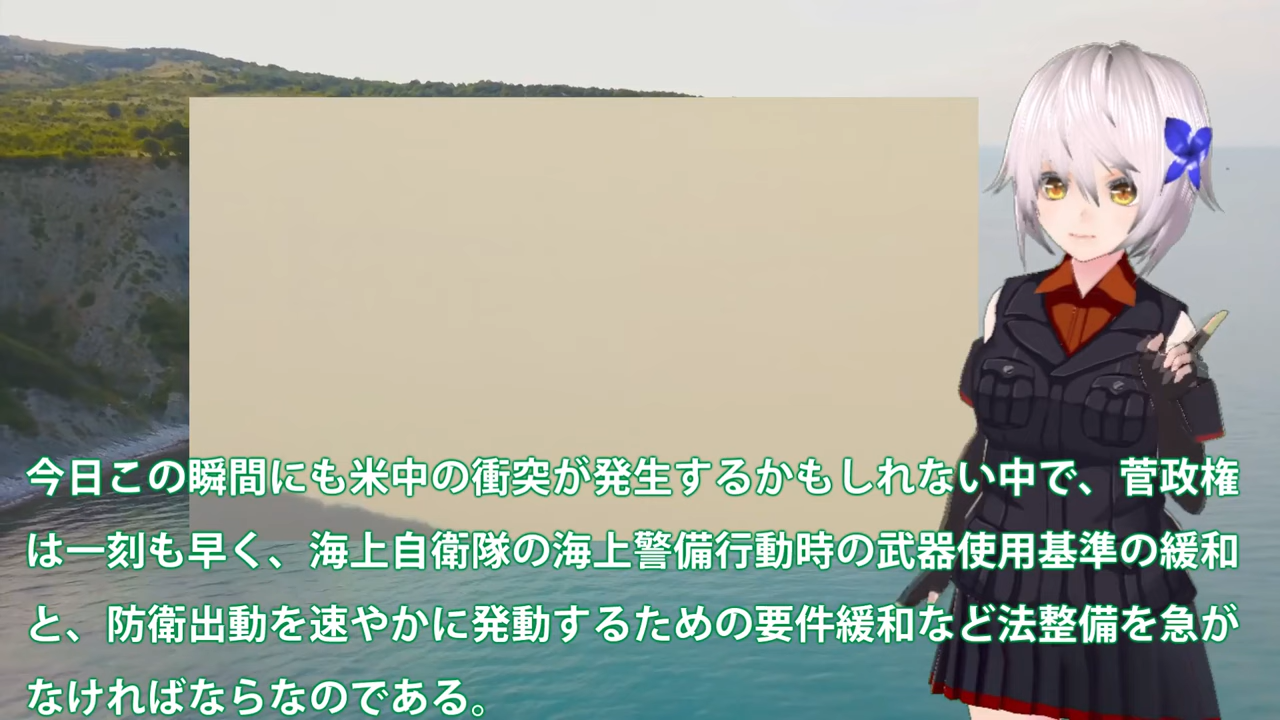 今日この瞬間にも米中の衝突が発生するかもしれない中で、菅政権
は一刻も早く、海上自衛隊の海上警備行動時の武器使用基準の緩和
と、防衛出動を速やかに発動するための要件緩和など法整備を急が
なければならなのである。